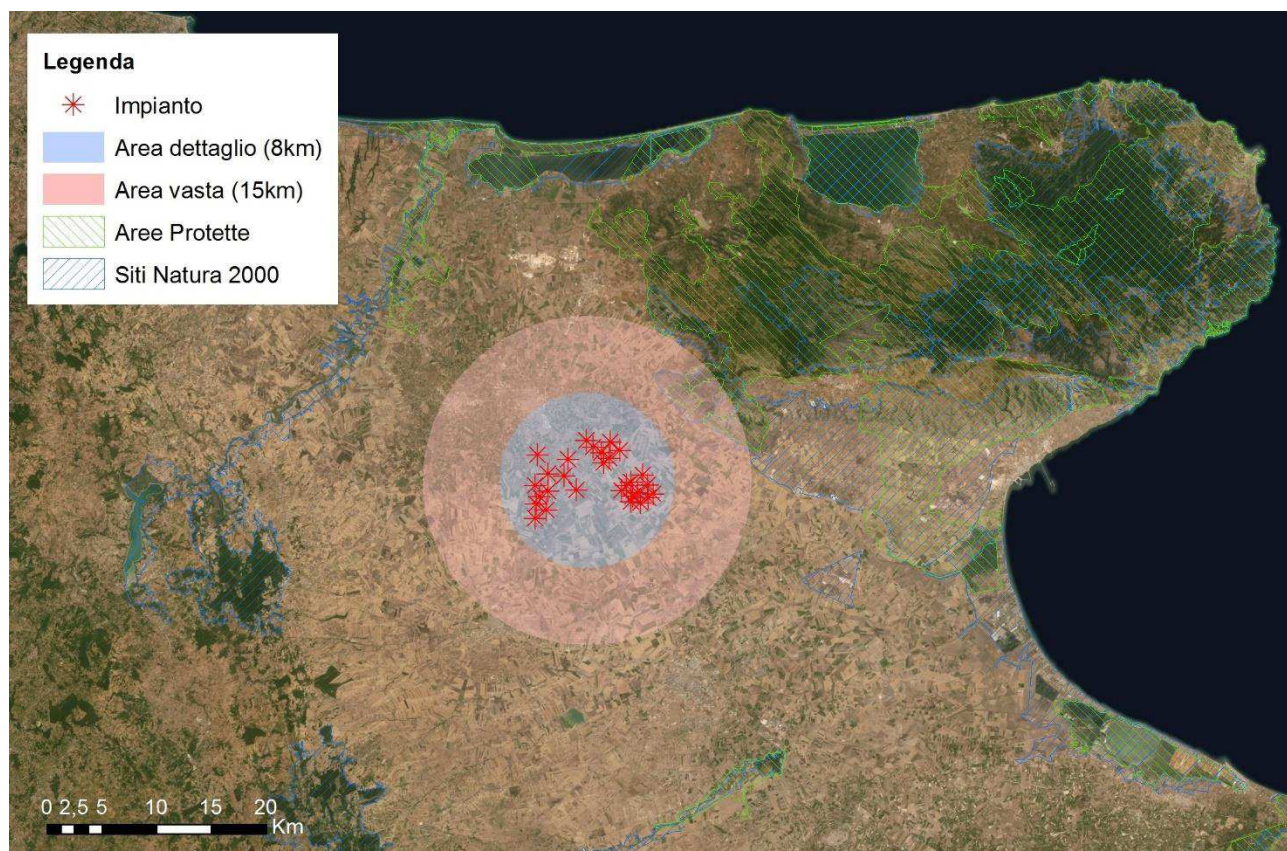 Legenda
Impianto
Area dettaglio (8km)
Area vasta (15km)
Aree Protette
Siti Natura 2000
0 2,5 5 10 15 20
Km